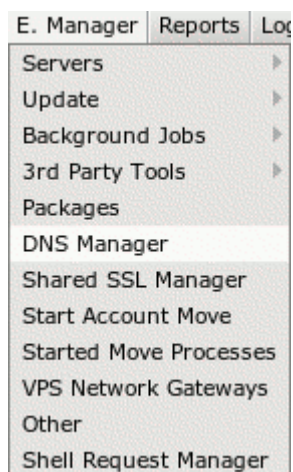 E. Manager Reports Log
Servers
Update
Background Jobs
3rd Party Tools
Packages
DNS Manager
Shared SSL Manager
Start Account Move
Started Move Processes
VPS Network Gateways
Other
Shell Request Manager